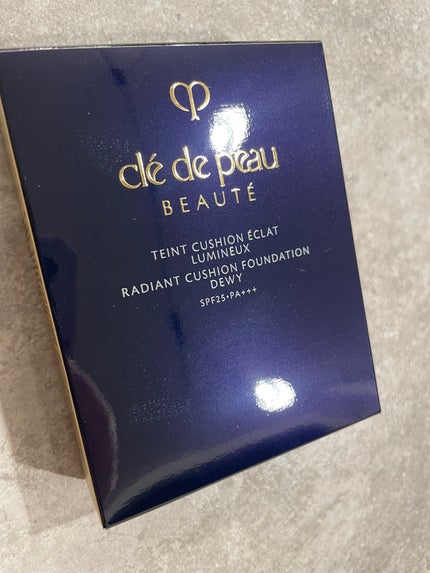 clé de peau
BEAUTÉ
TEINT CUSHION ÉCLAT
LUMINEUX
RADIANT CUSHION FOUNDATION
DEWY
SPF25•PA+++